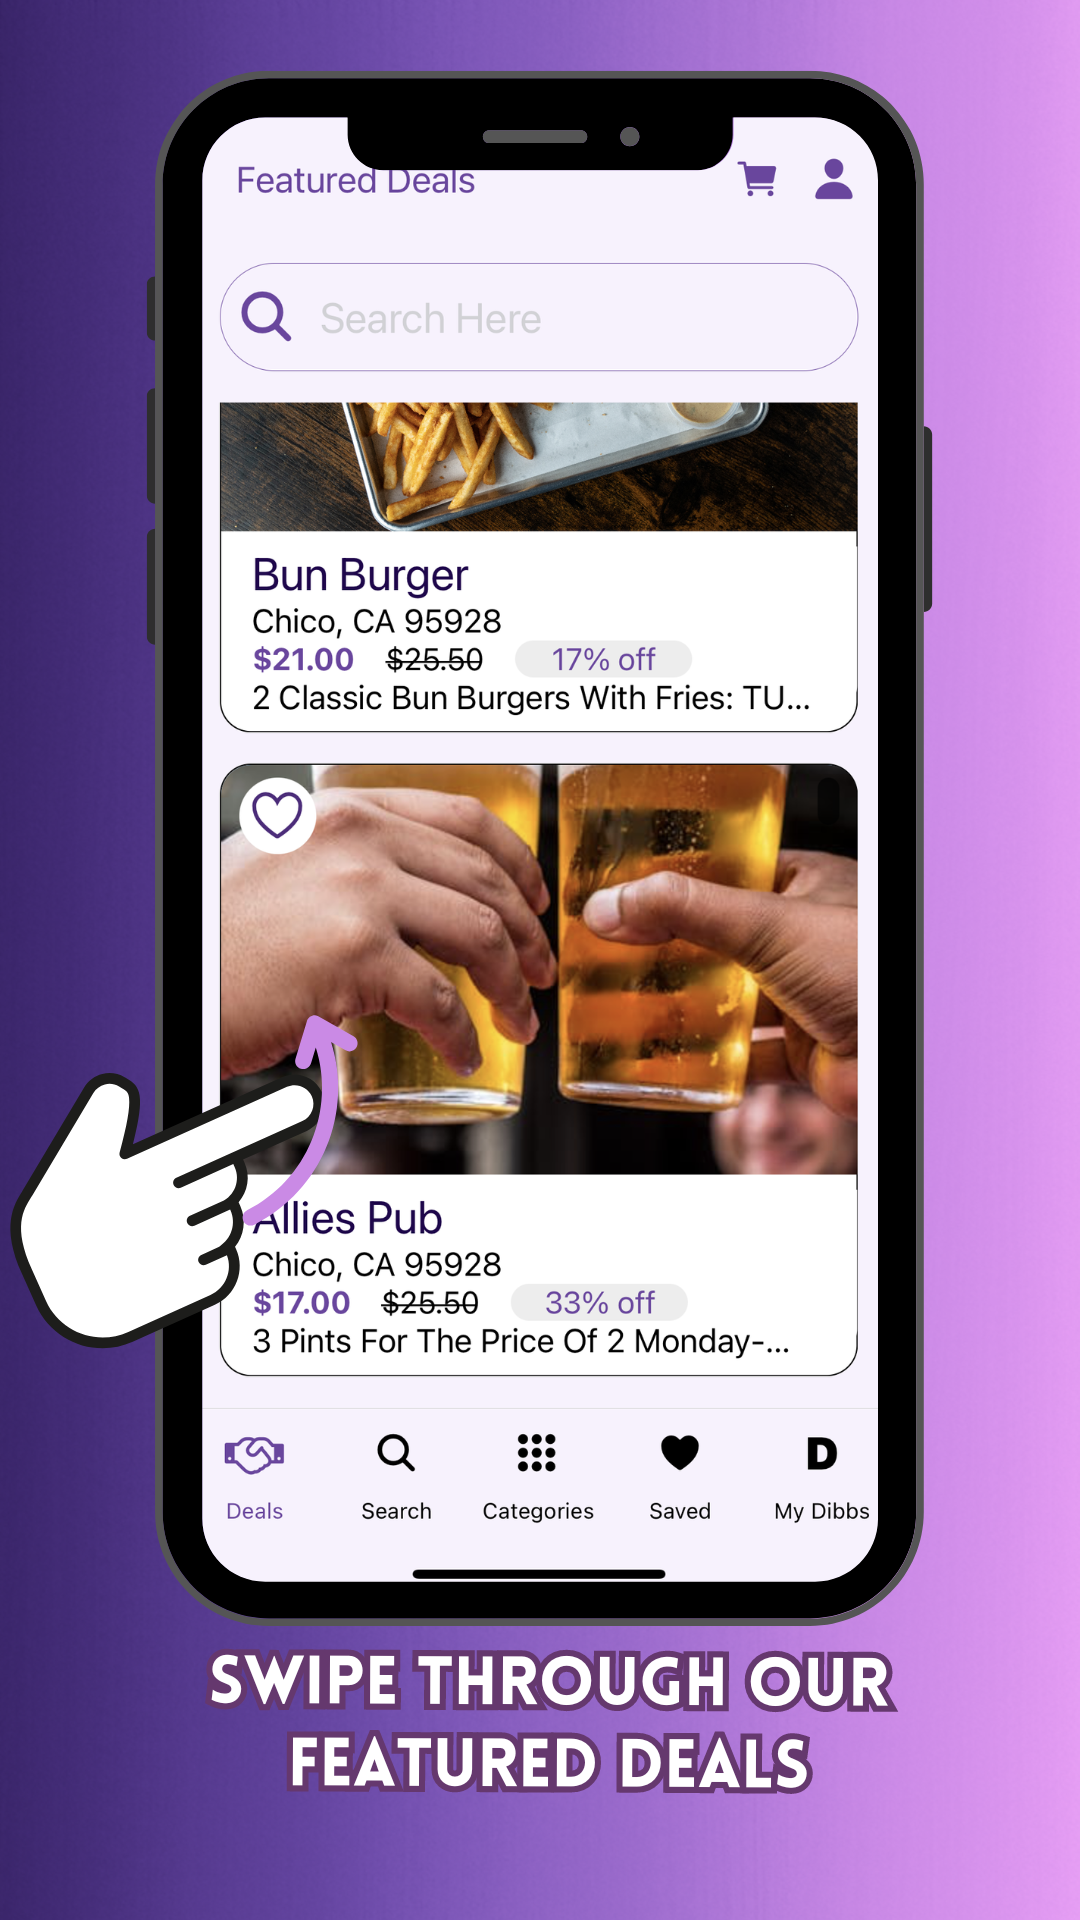 Featured Deals
Search Here
Bun Burger
Chico, CA 95928
$21.00 $25.50 17% off
2 Classic Bun Burgers With Fries: TU...
Allies Pub
Chico, CA 95928
$17.00 $25.50 33% off
3 Pints For The Price Of 2 Monday-...
D
Deals Search Categories Saved My Dibbs
SWIPE THROUGH OUR
FEATURED DEALS